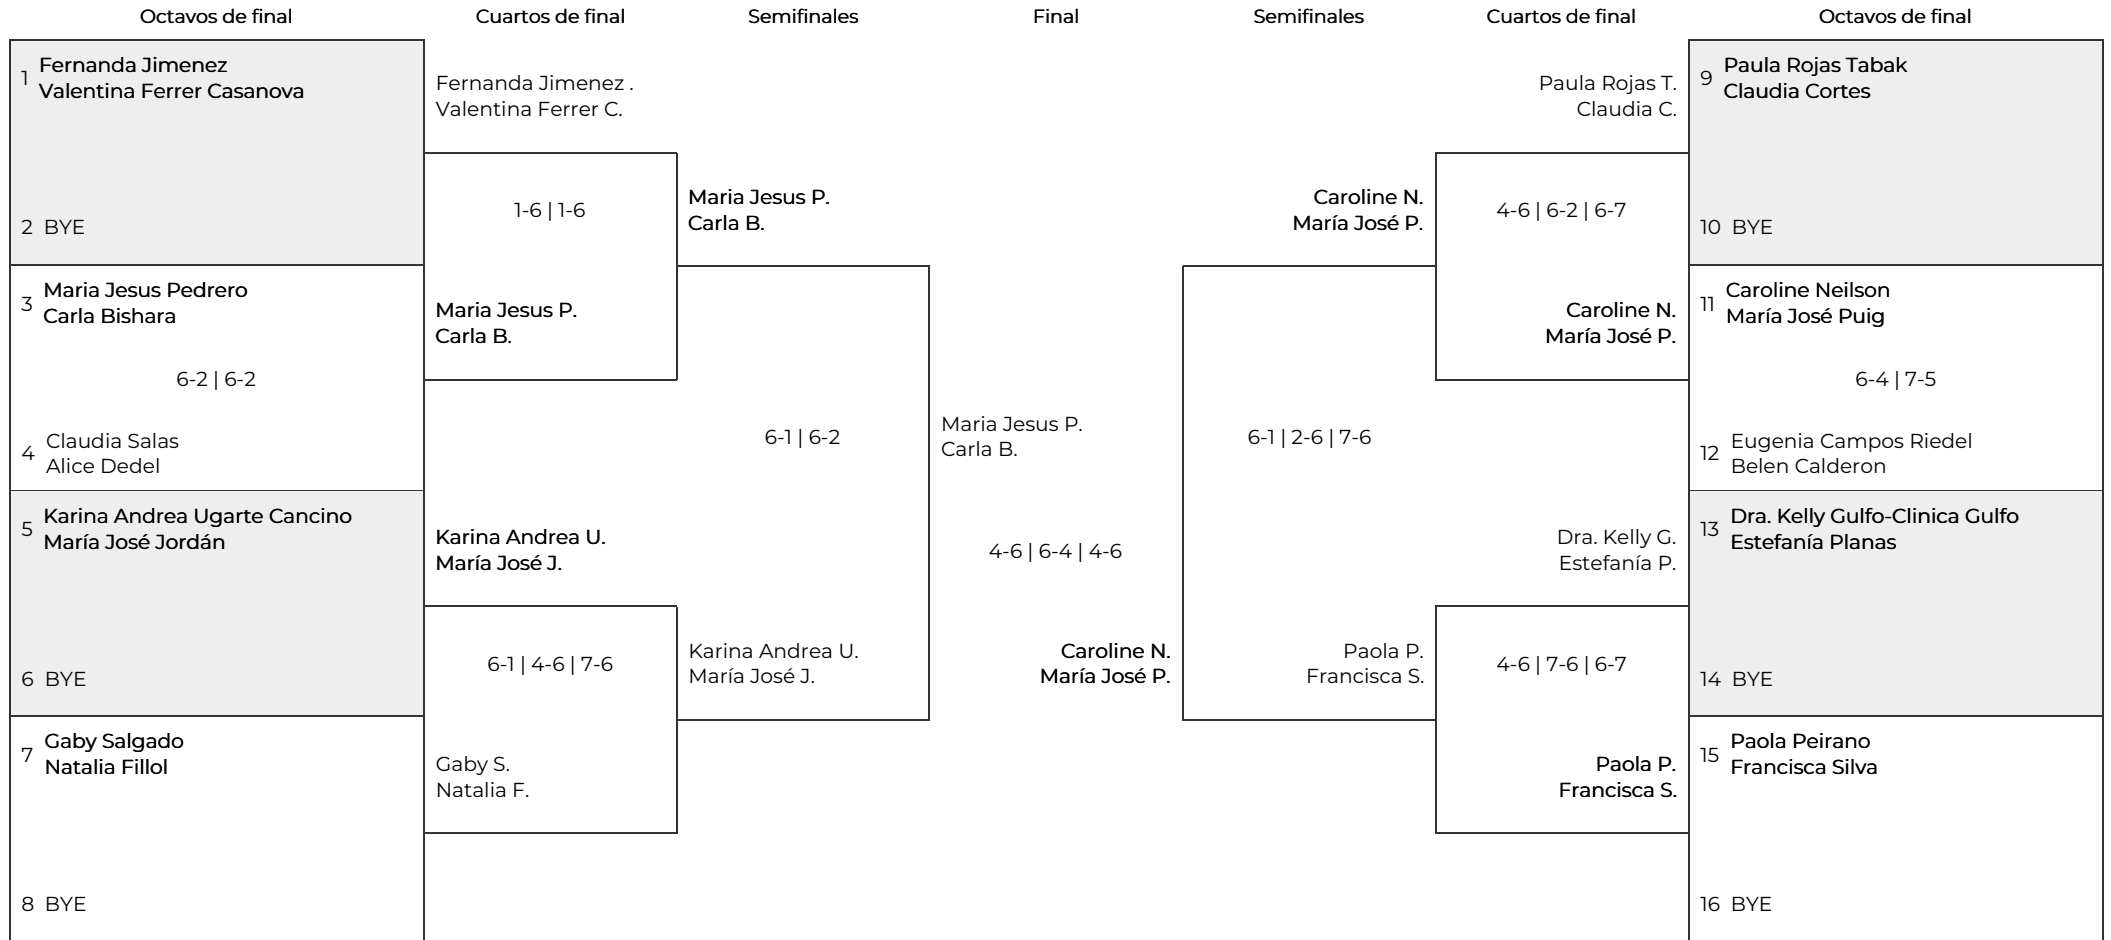 Octavos de final
Cuartos de final
Semifinales
Final
Semifinales
Cuartos de final
Octavos de final
1 Fernanda Jimenez
Valentina Ferrer Casanova
2 BYE
3 Maria Jesus Pedrero
Carla Bishara
6-2 | 6-2
4 Claudia Salas
Alice Dedel
5 Karina Andrea Ugarte Cancino
María José Jordán
6 BYE
7 Gaby Salgado
Natalia Fillol
8 BYE
Fernanda Jimenez .
Valentina Ferrer C.
1-6 | 1-6
Maria Jesus P.
Carla B.
Karina Andrea U.
María José J.
6-1 | 4-6 | 7-6
Gaby S.
Natalia F.
Maria Jesus P.
Carla B.
6-1 | 6-2
Karina Andrea U.
María José J.
Maria Jesus P.
Carla B.
4-6 | 6-4 | 4-6
Caroline N.
María José P.
Caroline N.
María José P.
6-1 | 2-6 | 7-6
Paola P.
Francisca S.
Paula Rojas T.
Claudia C.
4-6 | 6-2 | 6-7
Caroline N.
María José P.
Dra. Kelly G.
Estefanía P.
4-6 | 7-6 | 6-7
Paola P.
Francisca S.
9 Paula Rojas Tabak
Claudia Cortes
10 BYE
11 Caroline Neilson
María José Puig
6-4 | 7-5
12 Eugenia Campos Riedel
Belen Calderon
13 Dra. Kelly Gulfo-Clinica Gulfo
Estefanía Planas
14 BYE
15 Paola Peirano
Francisca Silva
16 BYE